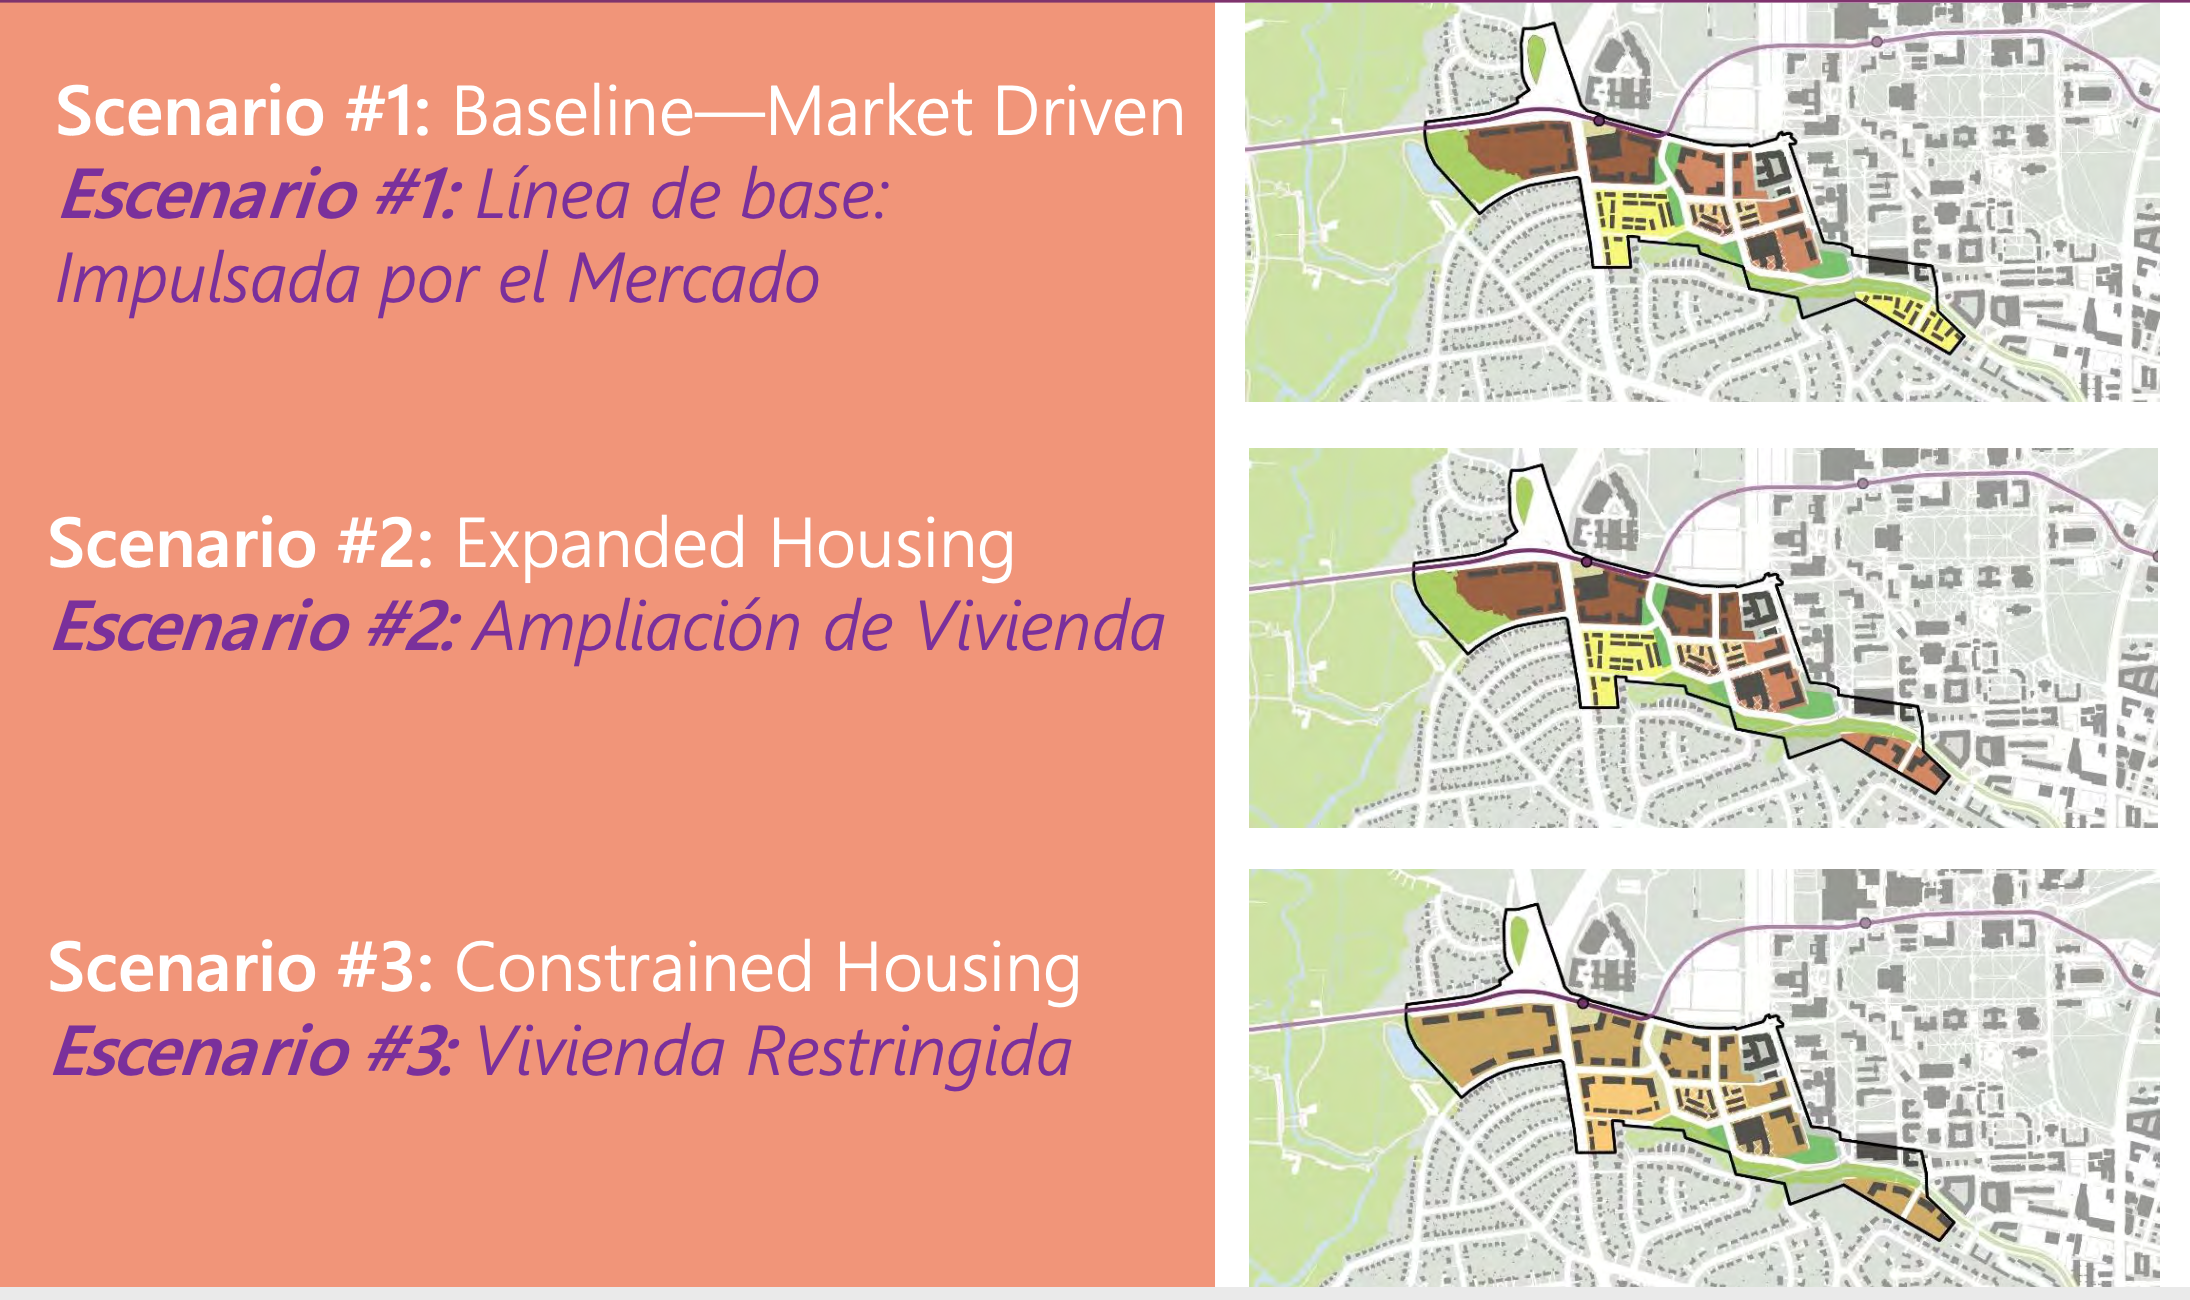 Scenario #1: Baseline—Market Driven
Escenario #1: Línea de base:
Impulsada por el Mercado
Scenario #2: Expanded Housing
Escenario #2: Ampliación de Vivienda
Scenario #3: Constrained Housing
Escenario #3: Vivienda Restringida